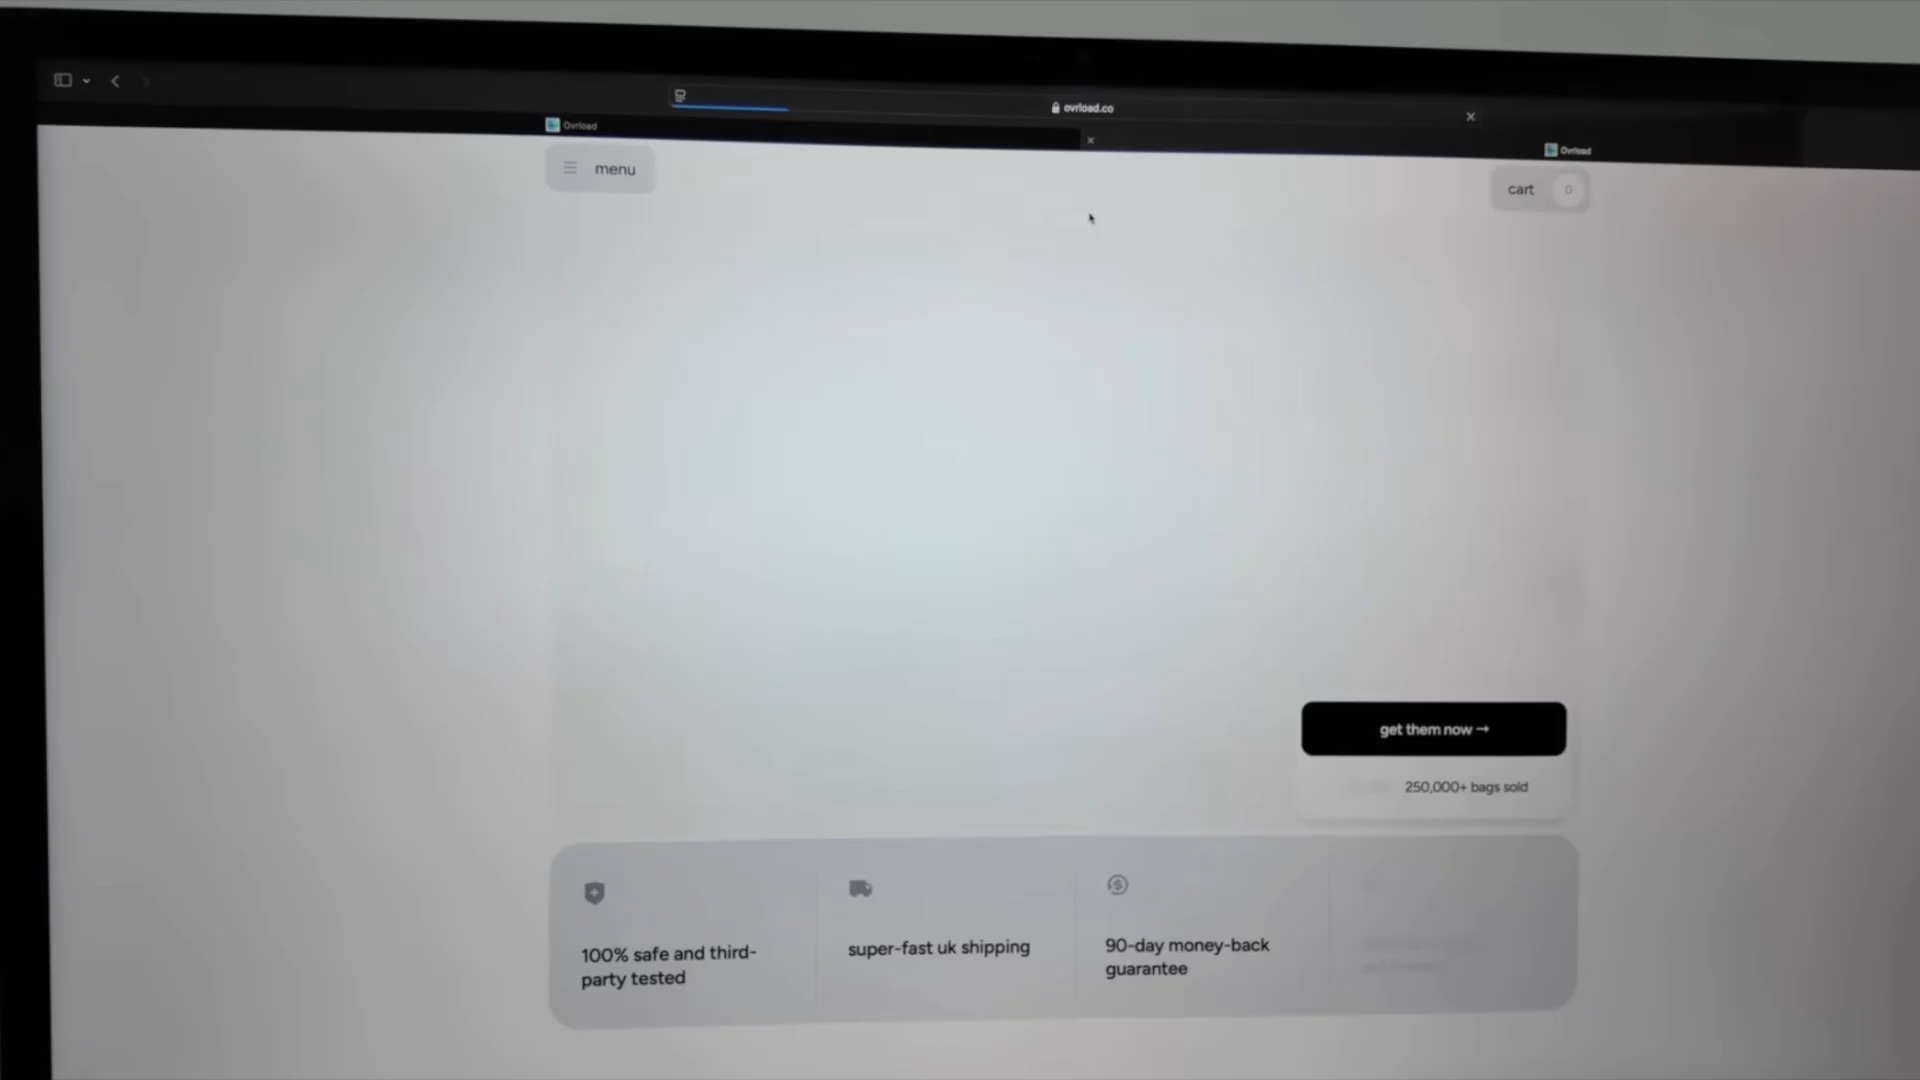 ovrload.co
Ovrload
Ovrload
menu
cart 0
get them now →
250,000+ bags sold
100% safe and third-
party tested
super-fast uk shipping
90-day money-back
guarantee